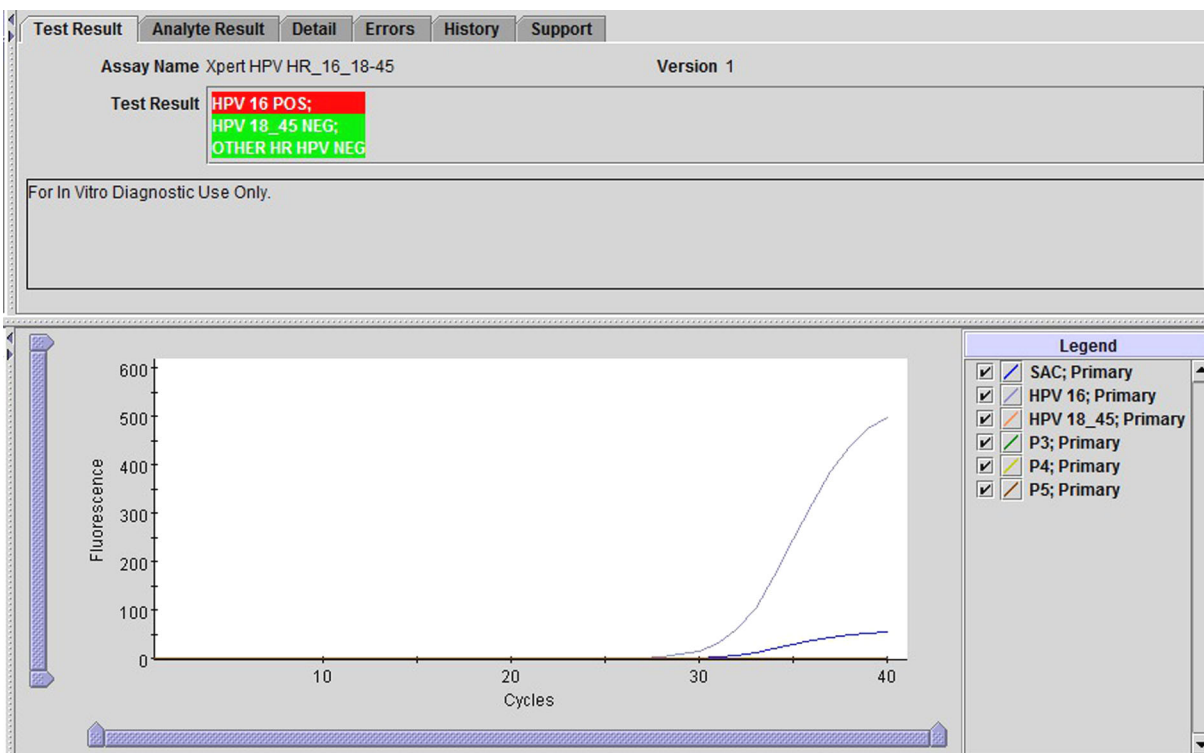 Test Result Analyte Result Detail Errors History Support
Assay Name Xpert HPV HR_16_18-45 Version 1
Test Result HPV 16 POS;
HPV 18_45 NEG;
OTHER HR HPV NEG
For In Vitro Diagnostic Use Only.
Legend
SAC; Primary
HPV 16; Primary
HPV 18_45; Primary
P3; Primary
P4; Primary
P5; Primary
600
500
400
300
200
100
0
Fluorescence
10 20 30 40
Cycles